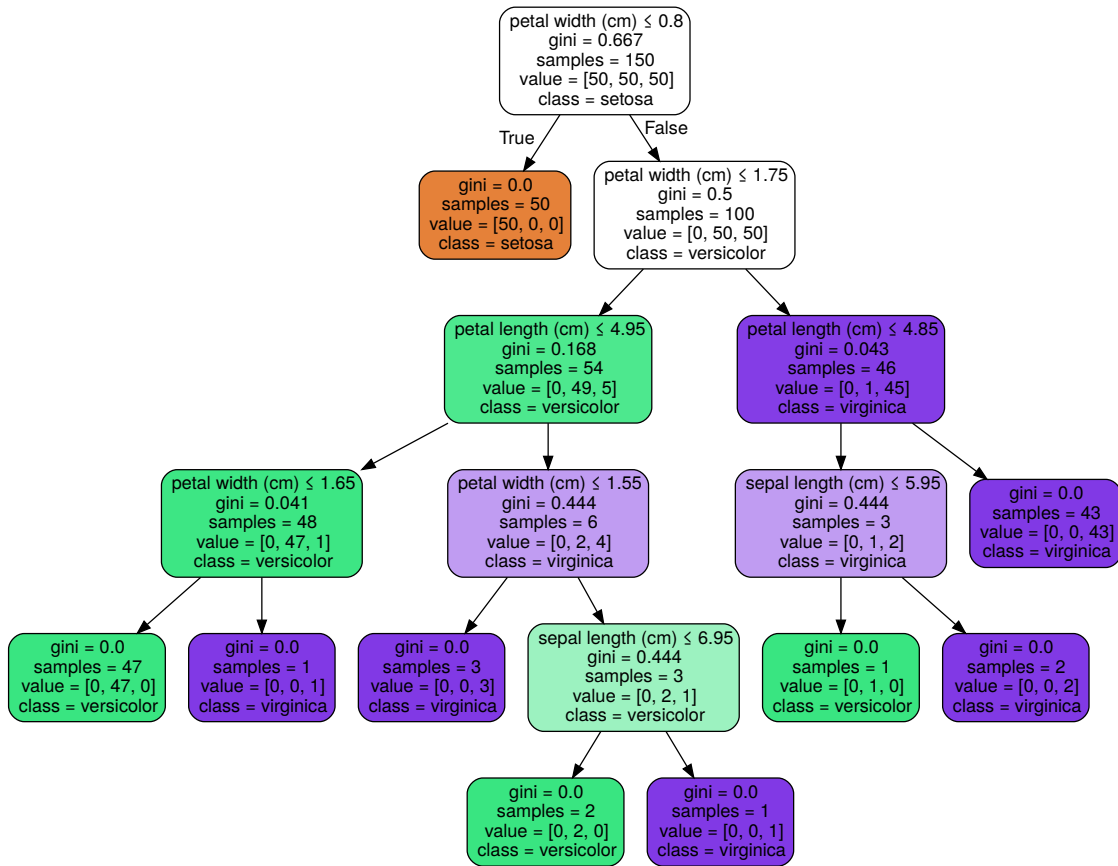 petal width (cm) ≤ 0.8
gini = 0.667
samples = 150
value = [50, 50, 50]
class = setosa
True
False
gini = 0.0
samples = 50
value = [50, 0, 0]
class = setosa
petal width (cm) ≤ 1.75
gini = 0.5
samples = 100
value = [0, 50, 50]
class = versicolor
petal length (cm) ≤ 4.95
gini = 0.168
samples = 54
value = [0, 49, 5]
class = versicolor
petal length (cm) ≤ 4.85
gini = 0.043
samples = 46
value = [0, 1, 45]
class = virginica
petal width (cm) ≤ 1.65
gini = 0.041
samples = 48
value = [0, 47, 1]
class = versicolor
petal width (cm) ≤ 1.55
gini = 0.444
samples = 6
value = [0, 2, 4]
class = virginica
sepal length (cm) ≤ 5.95
gini = 0.444
samples = 3
value = [0, 1, 2]
class = virginica
gini = 0.0
samples = 43
value = [0, 0, 43]
class = virginica
gini = 0.0
samples = 47
value = [0, 47, 0]
class = versicolor
gini = 0.0
samples = 1
value = [0, 0, 1]
class = virginica
gini = 0.0
samples = 3
value = [0, 0, 3]
class = virginica
sepal length (cm) ≤ 6.95
gini = 0.444
samples = 3
value = [0, 2, 1]
class = versicolor
gini = 0.0
samples = 1
value = [0, 1, 0]
class = versicolor
gini = 0.0
samples = 2
value = [0, 0, 2]
class = virginica
gini = 0.0
samples = 2
value = [0, 2, 0]
class = versicolor
gini = 0.0
samples = 1
value = [0, 0, 1]
class = virginica